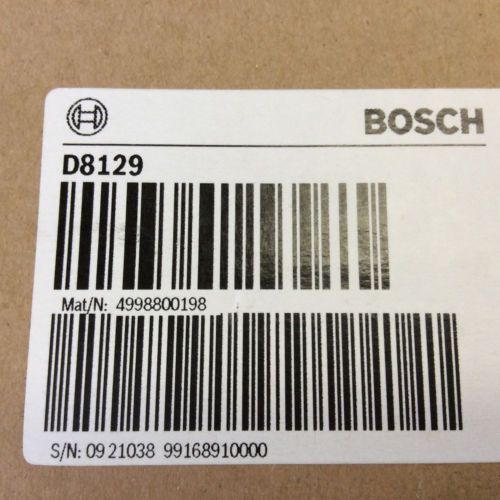 BOSCH
D8129
Mat/N: 4998800198
S/N: 09 21038 99168910000